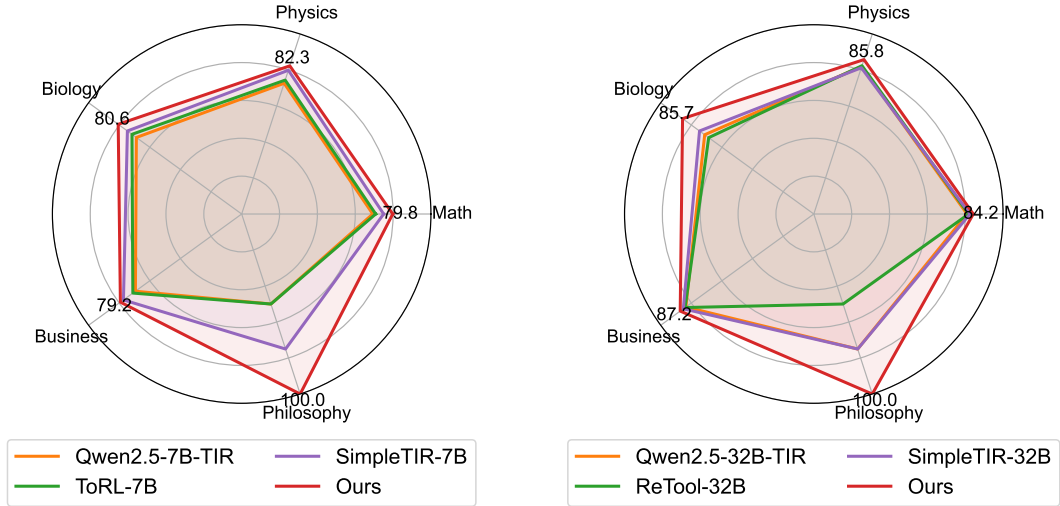 Physics
82.3
Biology
80.6
79.8 Math
79.2
Business
100.0
Philosophy
Qwen2.5-7B-TIR
SimpleTIR-7B
ToRL-7B
Ours
Physics
85.8
Biology
85.7
84.2 Math
87.2
Business
100.0
Philosophy
Qwen2.5-32B-TIR
SimpleTIR-32B
ReTool-32B
Ours